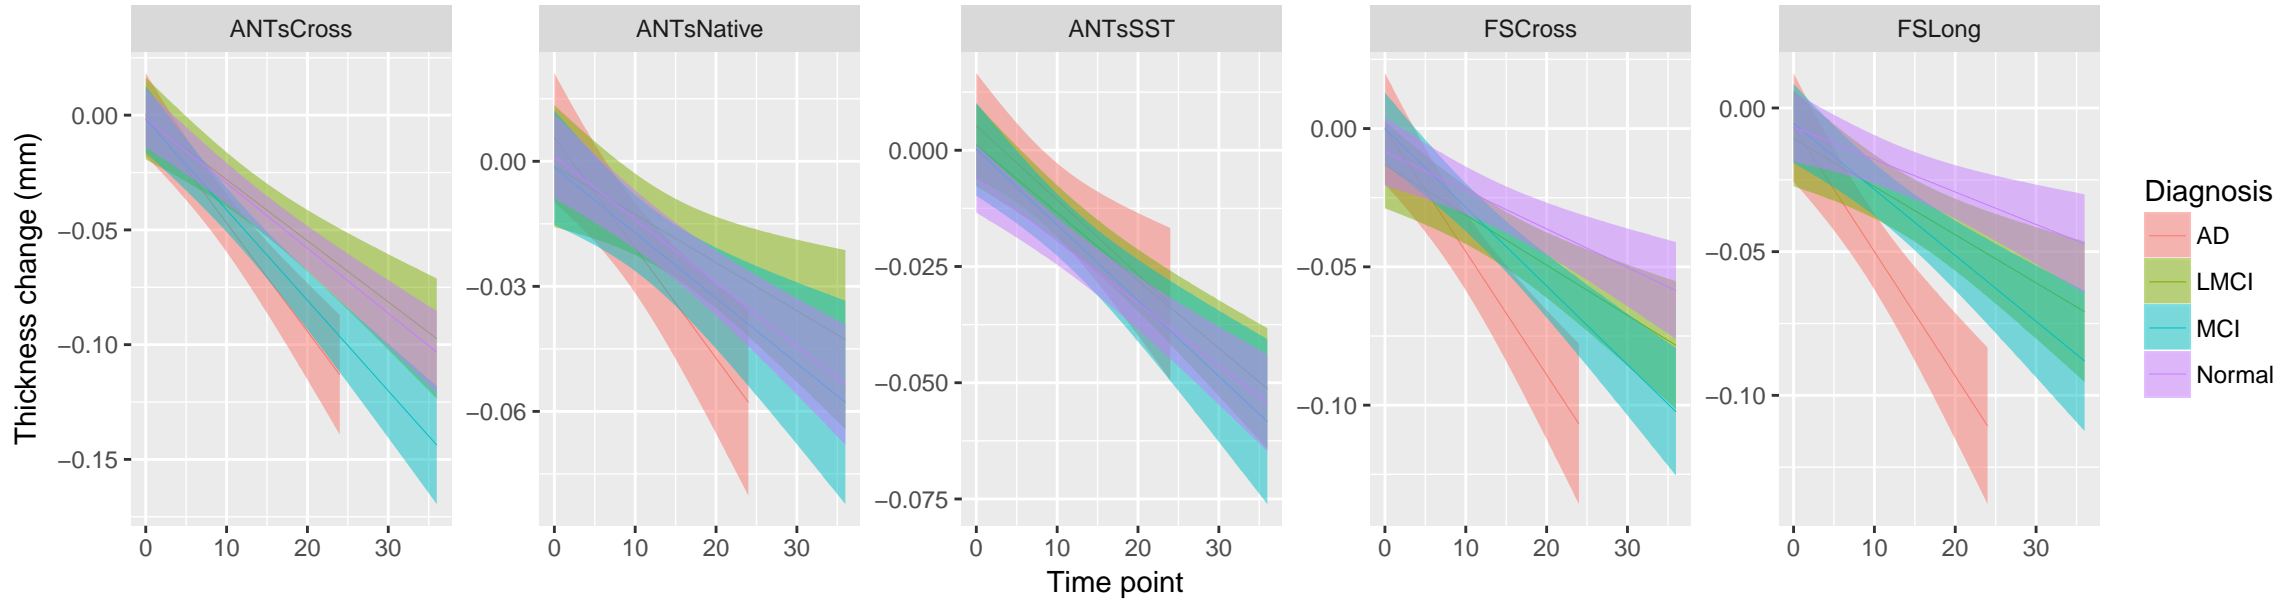 ANTsCross
ANTsNative
ANTsSST
FSCross
FSLong
Thickness change (mm)
0.00
−0.05
−0.10
−0.15
0 10 20 30
0.00
−0.03
−0.06
0 10 20 30
0.000
−0.025
−0.050
−0.075
0 10 20 30
0.00
−0.05
−0.10
0 10 20 30
0.00
−0.05
−0.10
0 10 20 30
Time point
Diagnosis
AD
LMCI
MCI
Normal